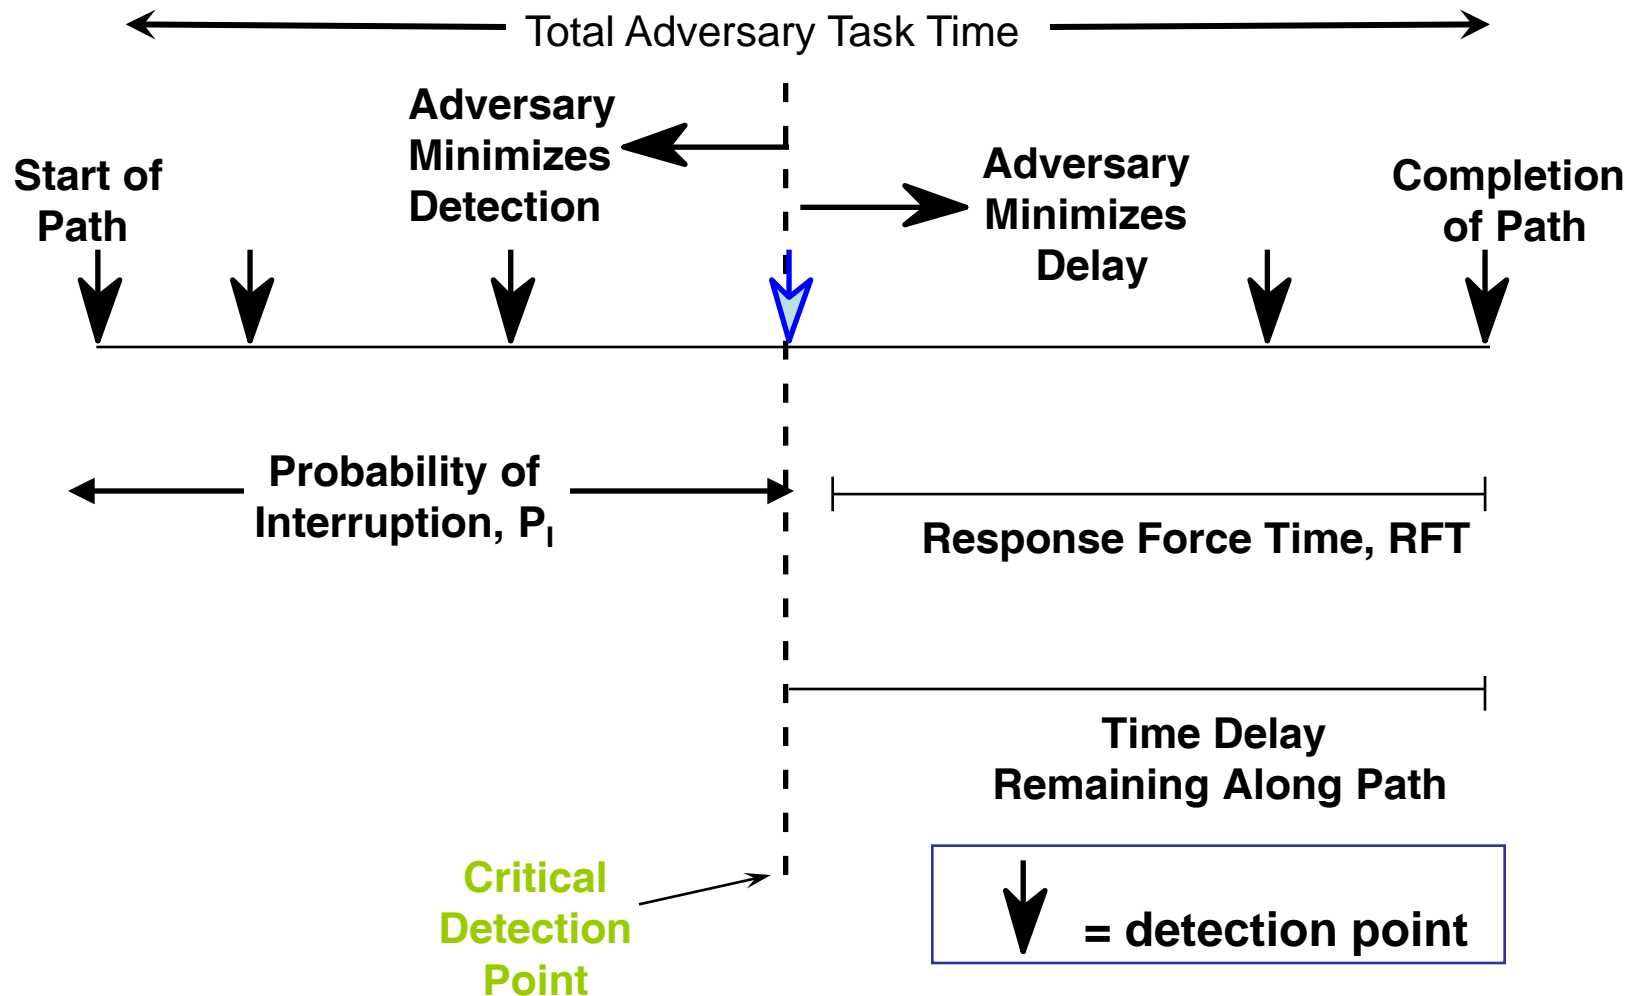 Total Adversary Task Time
Adversary
Minimizes
Detection
Start of
Path
Adversary
Minimizes
Delay
Completion
of Path
Probability of
Interruption, PI
Response Force Time, RFT
Time Delay
Remaining Along Path
Critical
Detection
Point
= detection point